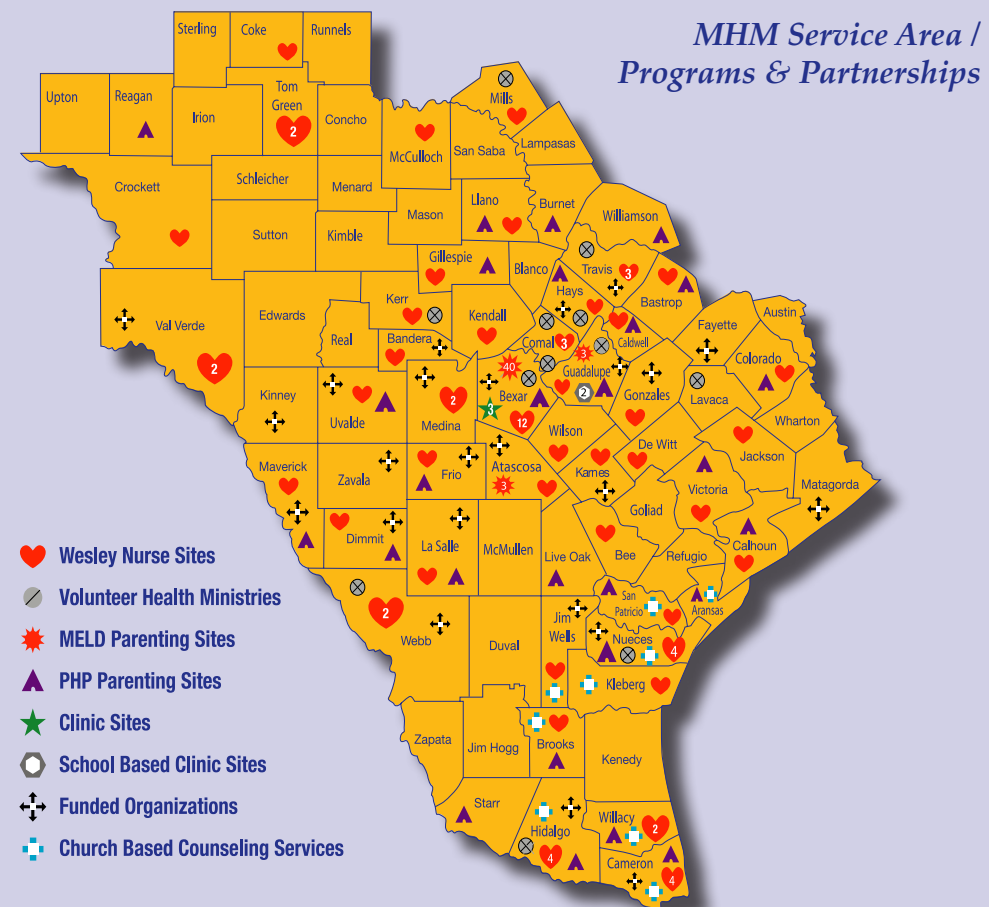 MHM Service Area /
Programs & Partnerships
Sterling
Coke
Runnels
Upton
Reagan
Irion
Tom
Green
2
Concho
Mills
McCulloch
San Saba
Lampasas
Crockett
Schleicher
Menard
Mason
Llano
Burnet
Williamson
Sutton
Kimble
Gillespie
Blanco
Travis
3
Hays
Bastrop
Val Verde
2
Edwards
Real
Kerr
Bandera
Kendall
Comal
3
3
Caldwell
Fayette
Austin
Colorado
Kinney
Uvalde
Medina
2
40
Bexar
3
12
Guadalupe
2
Gonzales
Lavaca
Wharton
Maverick
Zavala
Frio
Atascosa
3
Wilson
Karnes
De Witt
Jackson
Matagorda
Victoria
Goliad
Dimmit
La Salle
McMullen
Live Oak
Bee
Refugio
Calhoun
Webb
2
Duval
Jim
Wells
San
Patricio
Aransas
Nueces
4
Kleberg
Zapata
Jim Hogg
Brooks
Kenedy
Starr
Hidalgo
4
Willacy
2
Cameron
4
Wesley Nurse Sites
Volunteer Health Ministries
MELD Parenting Sites
PHP Parenting Sites
Clinic Sites
School Based Clinic Sites
Funded Organizations
Church Based Counseling Services